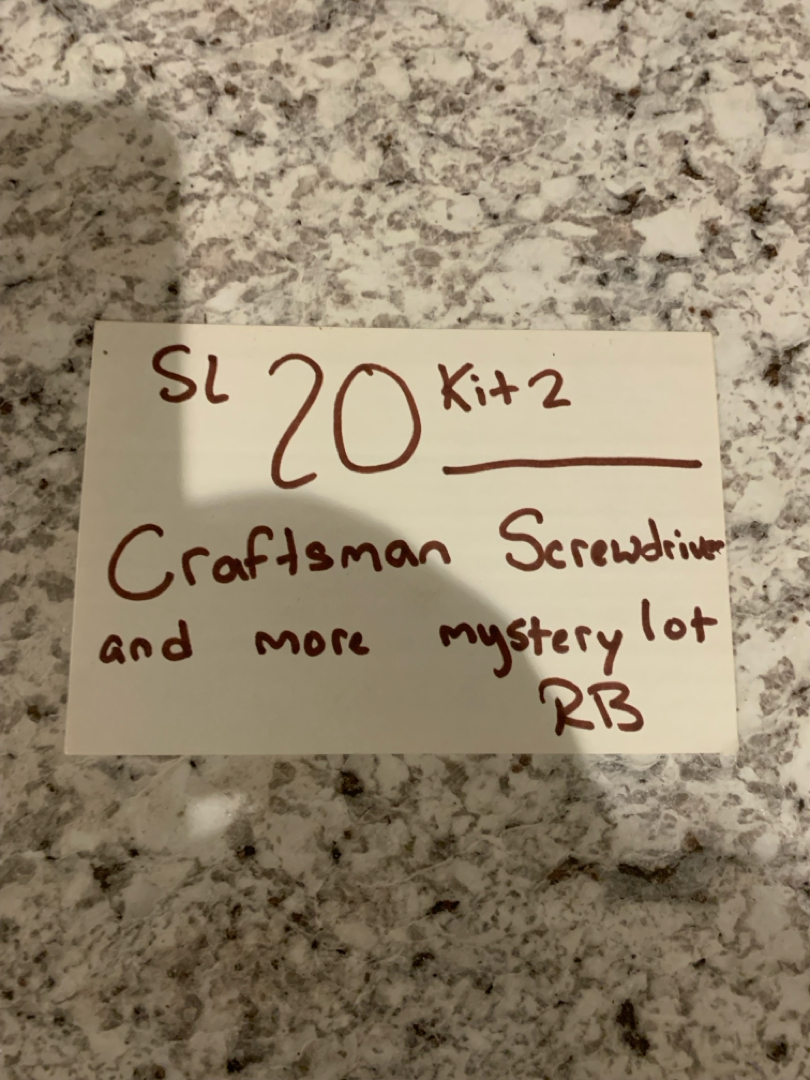 SL 20 Kit 2
Craftsman Screwdriver
and more mystery lot
RB